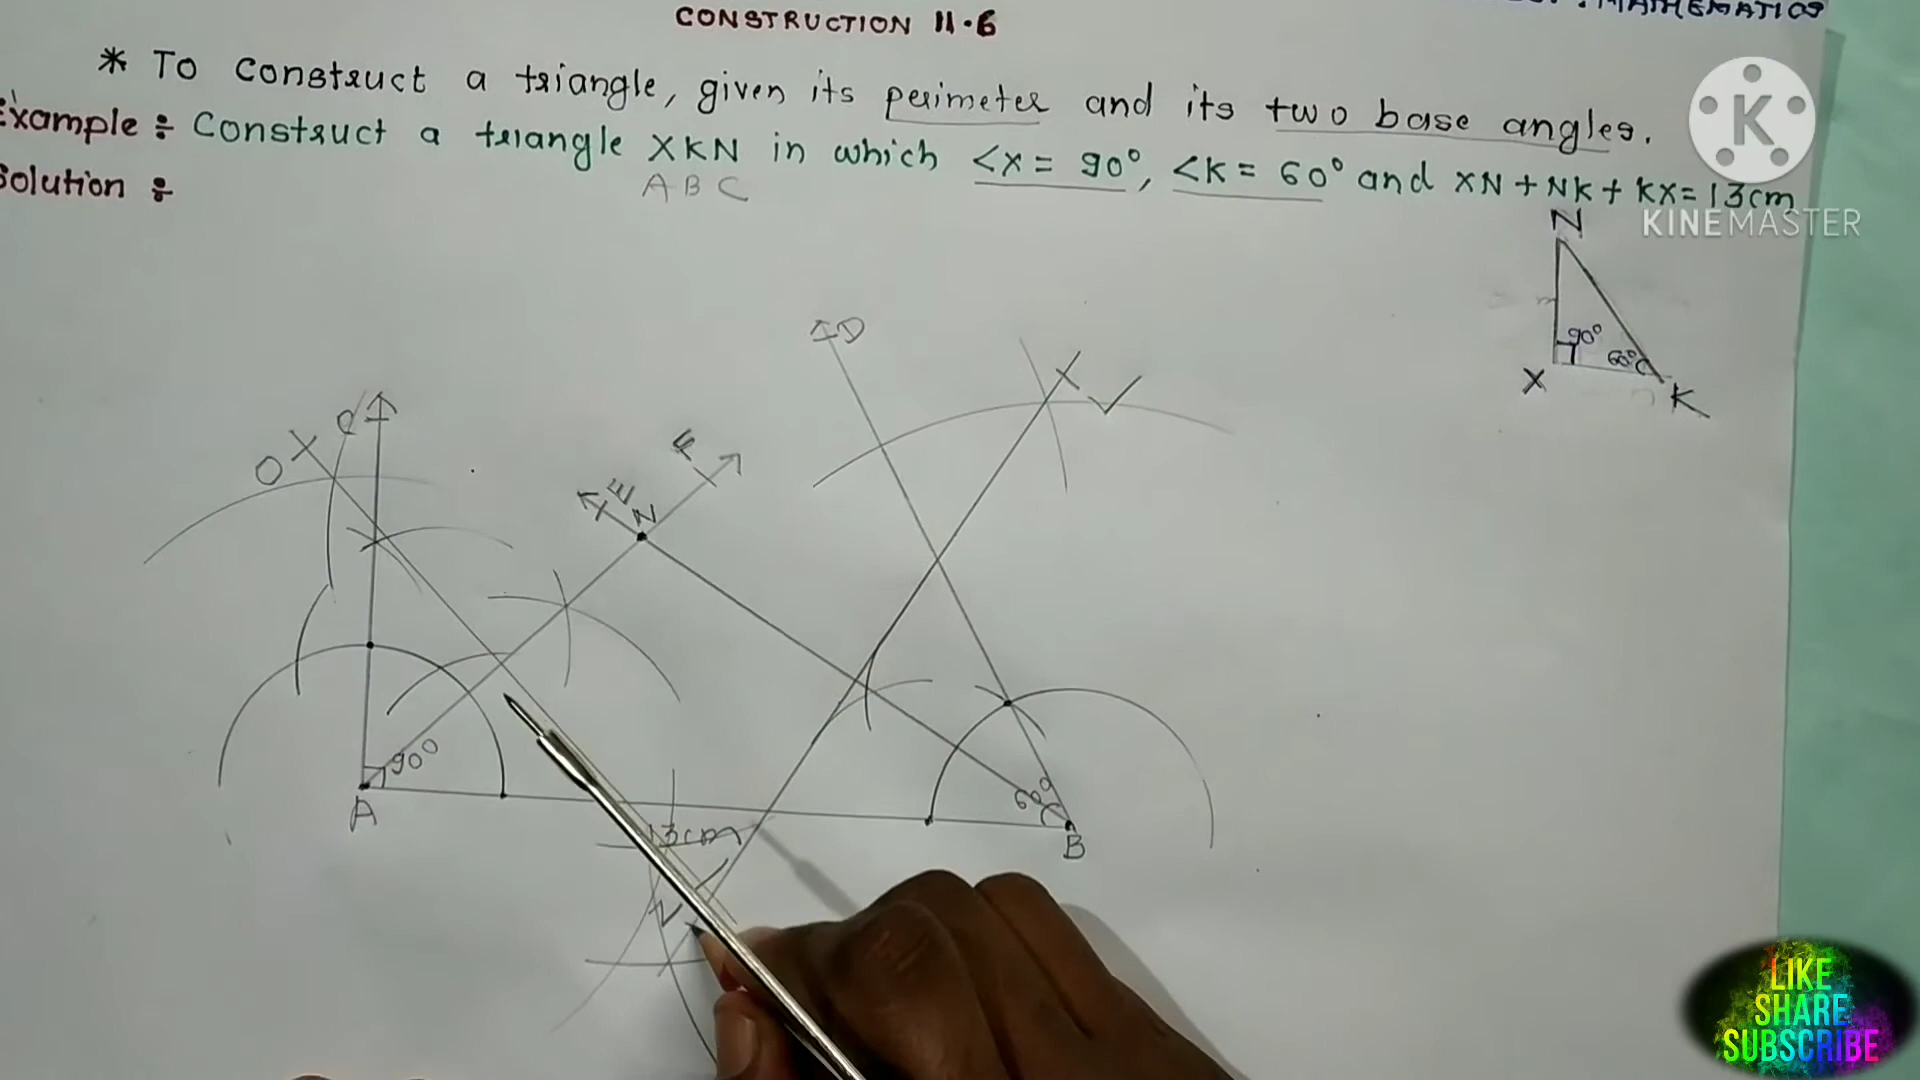 : MATHEMATICS
CONSTRUCTION 11.6
* To construct a triangle, given its perimeter and its two base angles.
Example ÷ Construct a triangle XKN in which <X = 90°, <K = 60° and XN + NK + KX = 13cm
Solution ÷
A B C
K
KINEMASTER
N
90°
60°
X
K
D
C
O
F
E
N
90°
60°
A
13cm
B
N
LIKE
SHARE
SUBSCRIBE